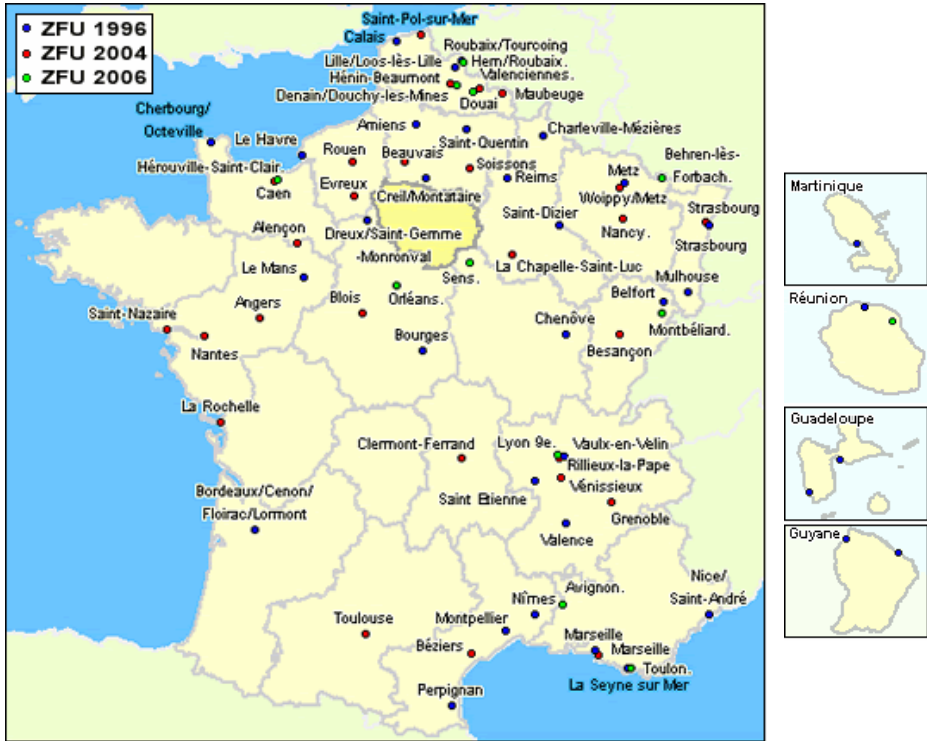 ZFU 1996
ZFU 2004
ZFU 2006
Saint-Pol-sur-Mer
Calais
Roubaix/Tourcoing
Lille/Loos-lès-Lille
Hem/Roubaix.
Hénin-Beaumont
Valenciennes.
Denain/Douchy-les-Mines
Douai
Maubeuge
Cherbourg/
Octeville
Le Havre
Amiens
Saint-Quentin
Charleville-Mézières
Rouen
Beauvais
Soissons
Hérouville-Saint-Clair.
Caen
Evreux
Creil/Montataire
Reims
Metz
Behren-lès-
Forbach.
Woippy/Metz
Saint-Dizier
Nancy.
Strasbourg
Strasbourg
Alençon
Dreux/Saint-Gemme
-Monronval
La Chapelle-Saint-Luc
Sens.
Le Mans
Mulhouse
Belfort
Orléans.
Blois
Angers
Saint-Nazaire
Nantes
Bourges
Chenôve
Montbéliard.
Besançon
La Rochelle
Clermont-Ferrand
Lyon 9e.
Vaulx-en-Velin
Rillieux-la-Pape
Vénissieux
Saint Etienne
Grenoble
Bordeaux/Cenon/
Floirac/Lormont
Valence
Nice/
Saint-André
Avignon.
Nîmes
Toulouse
Montpellier
Béziers
Marseille
Marseille
Toulon.
La Seyne sur Mer
Perpignan
Martinique
Réunion
Guadeloupe
Guyane